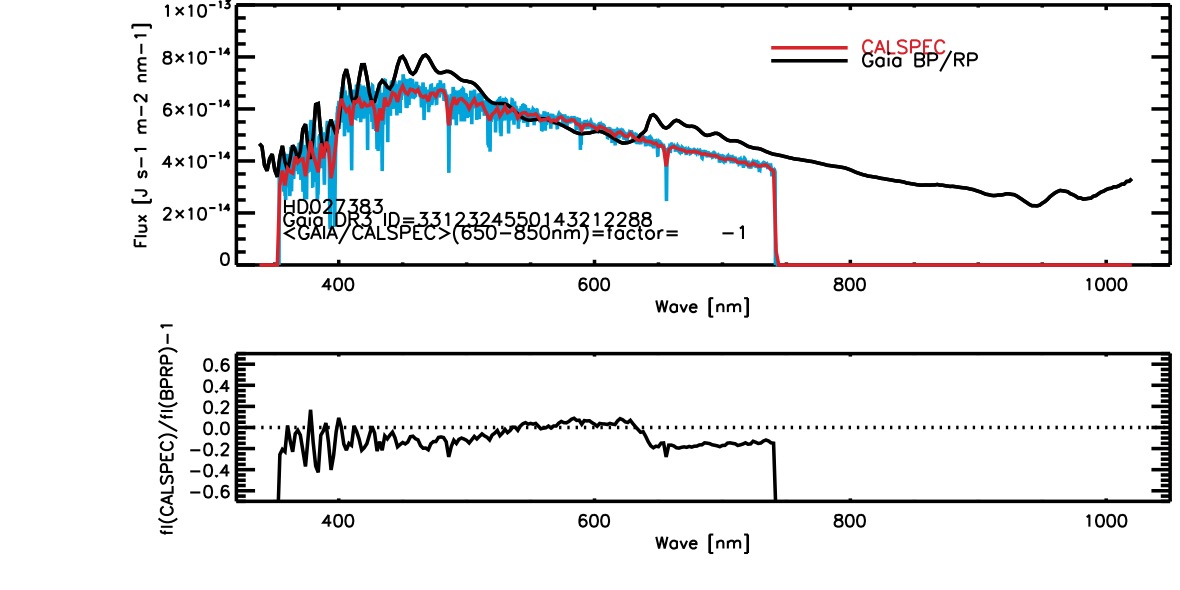 1×10−13
8×10−14
6×10−14
4×10−14
2×10−14
0
Flux [J s−1 m−2 nm−1]
CALSPEC
Gaia BP/RP
HD027383
Gaia DR3 ID=3312324550143212288
<GAIA/CALSPEC>(650−850nm)=factor= −1
400 600 800 1000
Wave [nm]
fl(CALSPEC)/fl(BPRP)−1
0.6
0.4
0.2
0.0
−0.2
−0.4
−0.6
400 600 800 1000
Wave [nm]